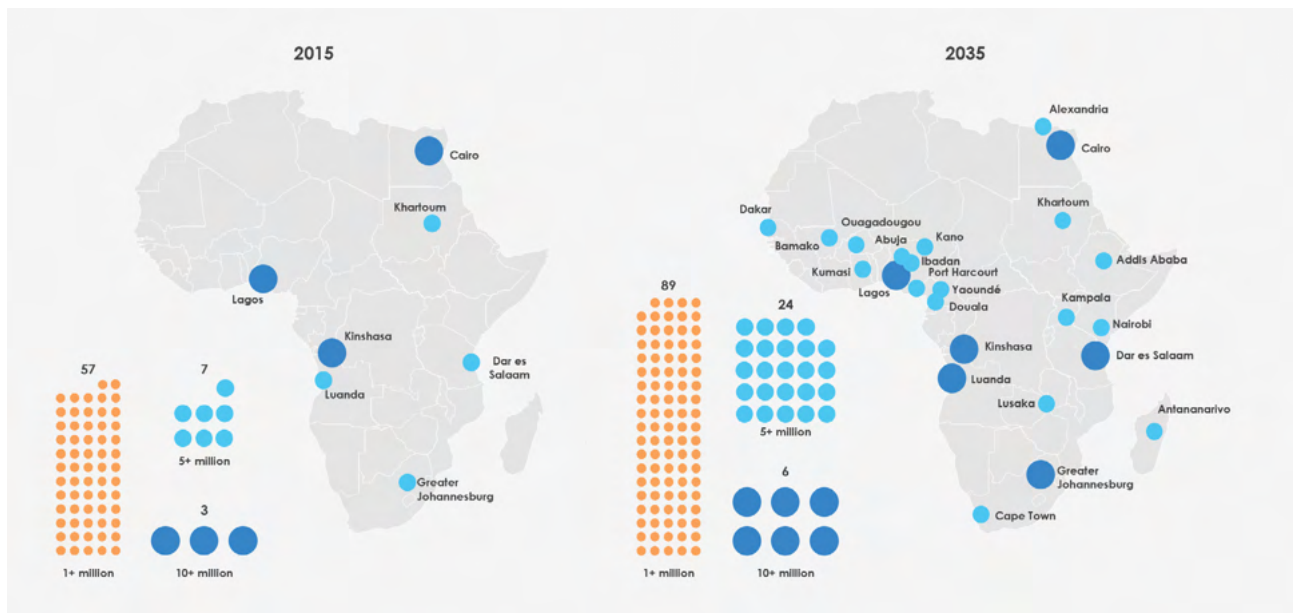 2015
Cairo
Khartoum
Lagos
Kinshasa
Dar es
Salaam
Luanda
Greater
Johannesburg
57
1+ million
7
5+ million
3
10+ million
2035
Alexandria
Cairo
Khartoum
Dakar
Ouagadougou
Bamako
Abuja
Kano
Ibadan
Addis Ababa
Kumasi
Port Harcourt
Lagos
Yaoundé
Douala
Kampala
Nairobi
Kinshasa
Dar es Salaam
Luanda
Lusaka
Antananarivo
Greater
Johannesburg
Cape Town
89
1+ million
24
5+ million
6
10+ million